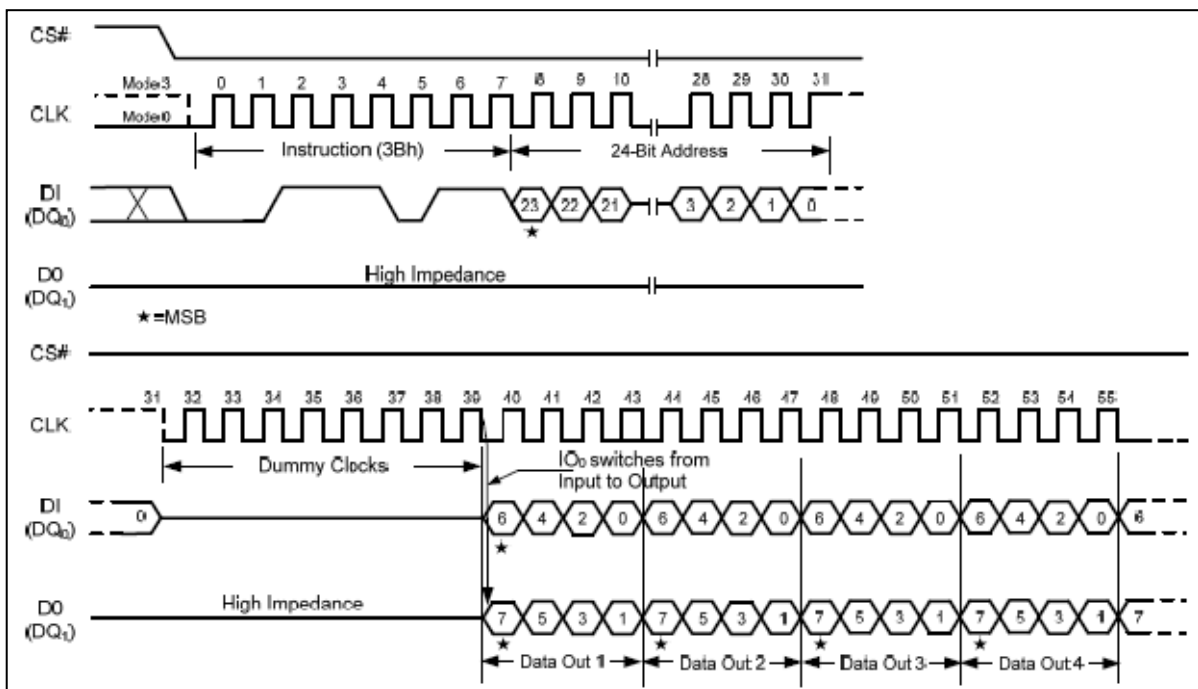 CS#
Mode 3 0 1 2 3 4 5 6 7 8 9 10 28 29 30 31
CLK Mode 0
Instruction (3Bh) 24-Bit Address
DI
(DQ0) 23 22 21 3 2 1 0
★
DO
(DQ1) High Impedance
★=MSB
CS#
31 32 33 34 35 36 37 38 39 40 41 42 43 44 45 46 47 48 49 50 51 52 53 54 55
CLK
Dummy Clocks IO0 switches from
Input to Output
DI
(DQ0) 0 6 4 2 0 6 4 2 0 6 4 2 0 6 4 2 0 6
★
DO
(DQ1) High Impedance 7 5 3 1 7 5 3 1 7 5 3 1 7 5 3 1 7
★ ★ ★ ★
Data Out 1 Data Out 2 Data Out 3 Data Out 4